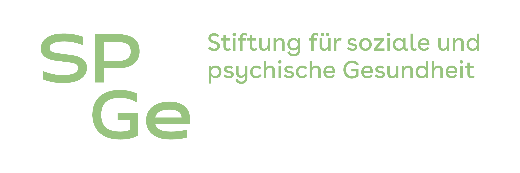 SP
Ge
Stiftung für soziale und
psychische Gesundheit